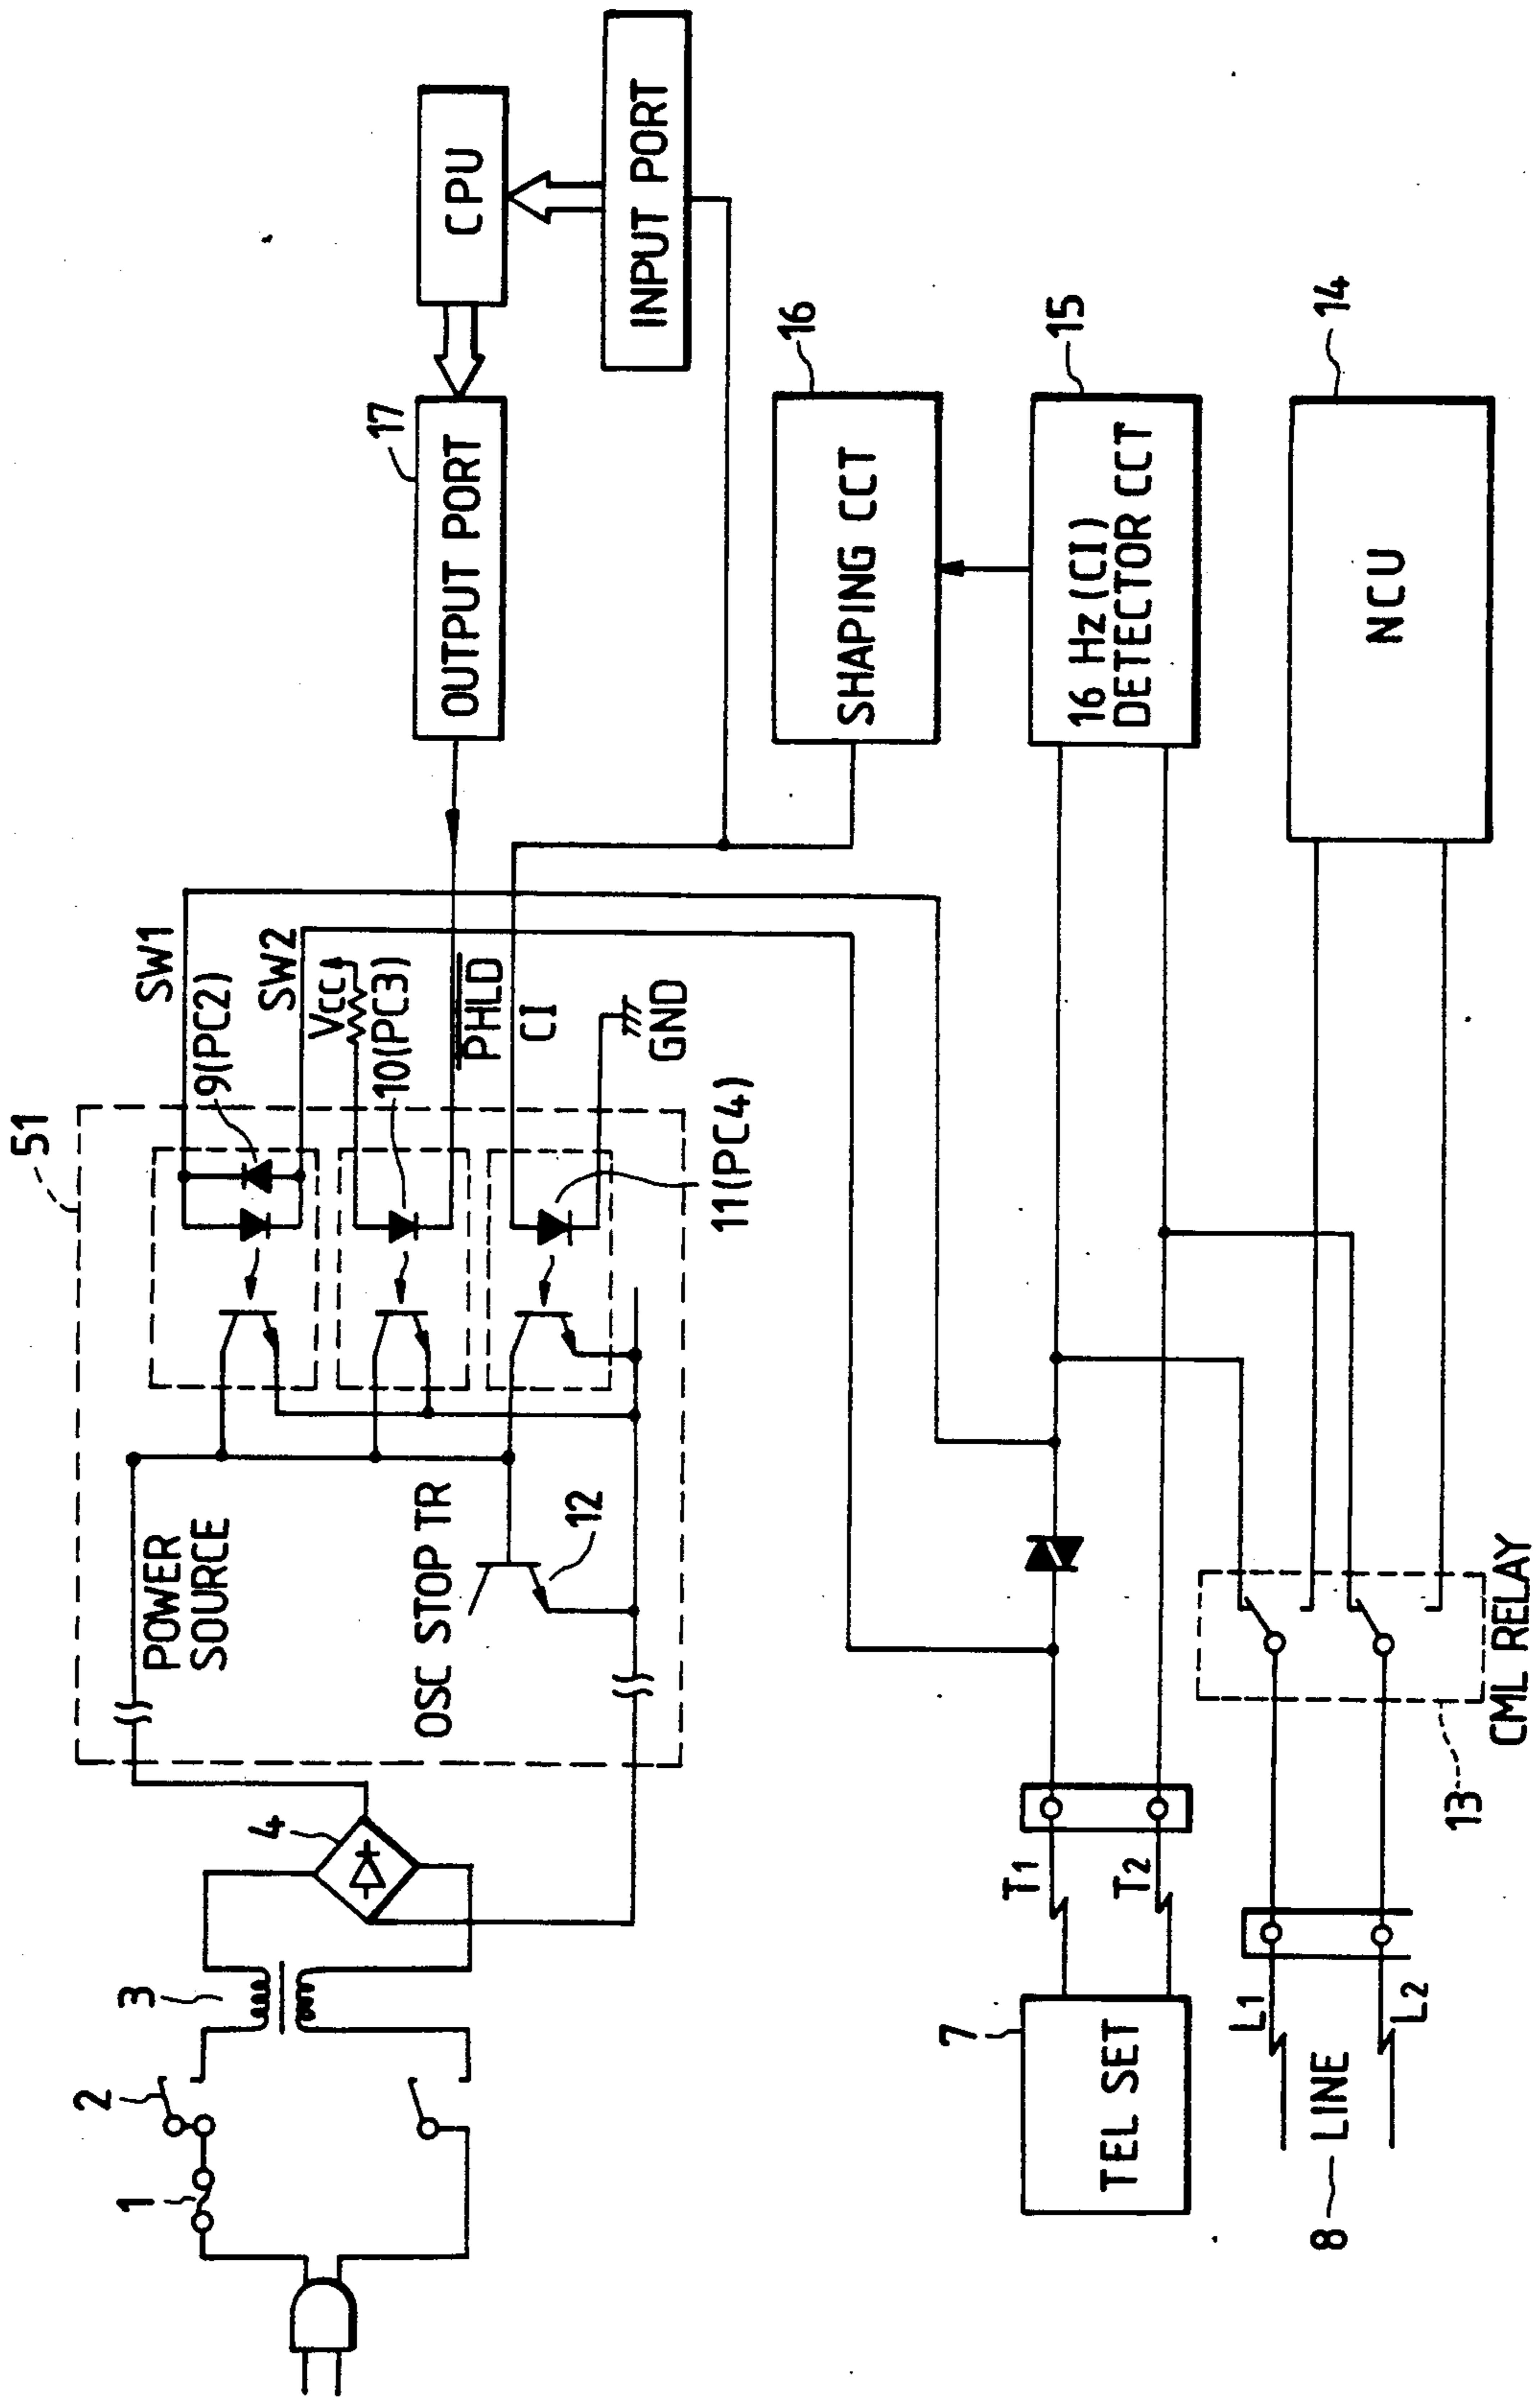 51
SW1
9(PC2)
SW2
VCC
10(PC3)
PHLD
CI
GND
11(PC4)
POWER
SOURCE
OSC STOP TR
12
1
2
3
4
17
OUTPUT PORT
CPU
INPUT PORT
SHAPING CCT
16
16 Hz(CI)
DETECTOR CCT
15
NCU
14
7
TEL SET
T1
T2
8
LINE
L1
L2
13
CML RELAY